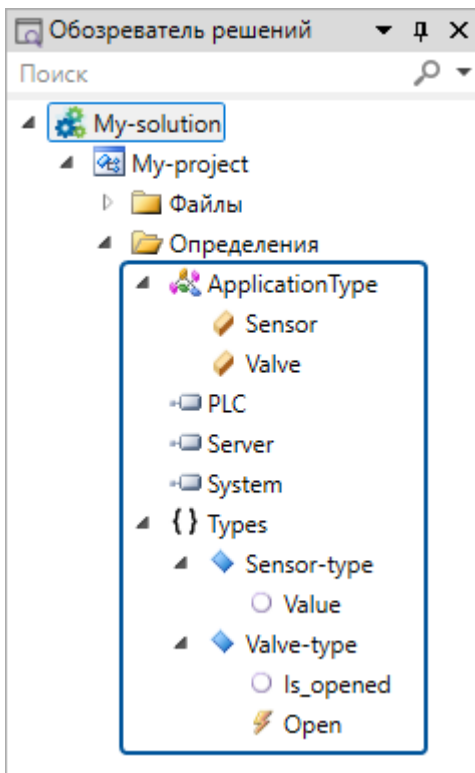 Обозреватель решений
Поиск
My-solution
My-project
Файлы
Определения
ApplicationType
Sensor
Valve
PLC
Server
System
{} Types
Sensor-type
Value
Valve-type
Is_opened
Open